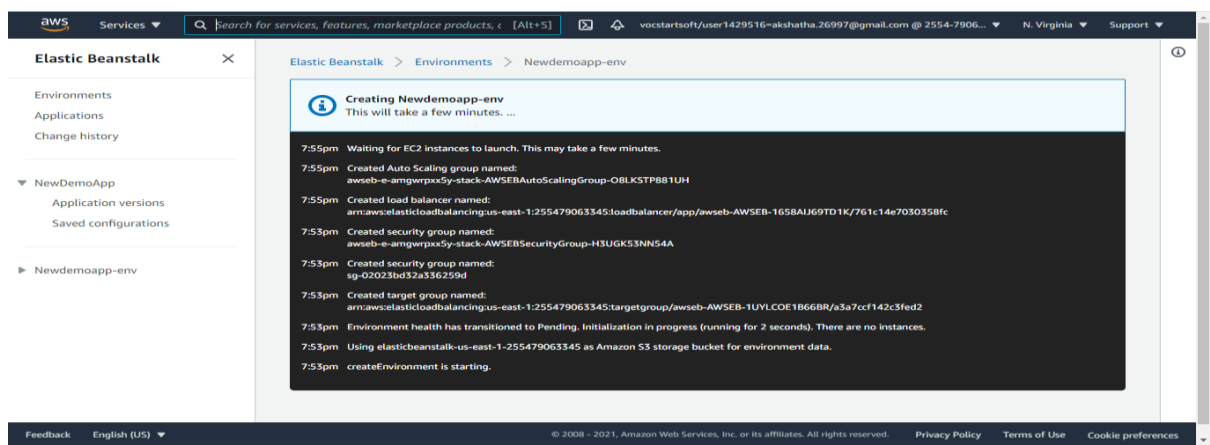 aws Services ▼ Search for services, features, marketplace products, c [Alt+S] vocstartsoft/user1429516=akshatha.26997@gmail.com @ 2554-7906... ▼ N. Virginia ▼ Support ▼
Elastic Beanstalk
Environments
Applications
Change history
NewDemoApp
Application versions
Saved configurations
Newdemoapp-env
Elastic Beanstalk > Environments > Newdemoapp-env
Creating Newdemoapp-env
This will take a few minutes. ...
7:55pm Waiting for EC2 instances to launch. This may take a few minutes.
7:55pm Created Auto Scaling group named:
awseb-e-amgwrpxx5y-stack-AWSEBAutoScalingGroup-O8LKSTP881UH
7:55pm Created load balancer named:
arn:aws:elasticloadbalancing:us-east-1:255479063345:loadbalancer/app/awseb-AWSEB-1658AIJ69TD1K/761c14e7030358fc
7:53pm Created security group named:
awseb-e-amgwrpxx5y-stack-AWSEBSecurityGroup-H3UGK53NN54A
7:53pm Created security group named:
sg-02023bd32a336259d
7:53pm Created target group named:
arn:aws:elasticloadbalancing:us-east-1:255479063345:targetgroup/awseb-AWSEB-1UYLCOE1B66BR/a3a7ccf142c3fed2
7:53pm Environment health has transitioned to Pending. Initialization in progress (running for 2 seconds). There are no instances.
7:53pm Using elasticbeanstalk-us-east-1-255479063345 as Amazon S3 storage bucket for environment data.
7:53pm createEnvironment is starting.
Feedback English (US) ▼ © 2008 - 2021, Amazon Web Services, Inc. or its affiliates. All rights reserved. Privacy Policy Terms of Use Cookie preferences